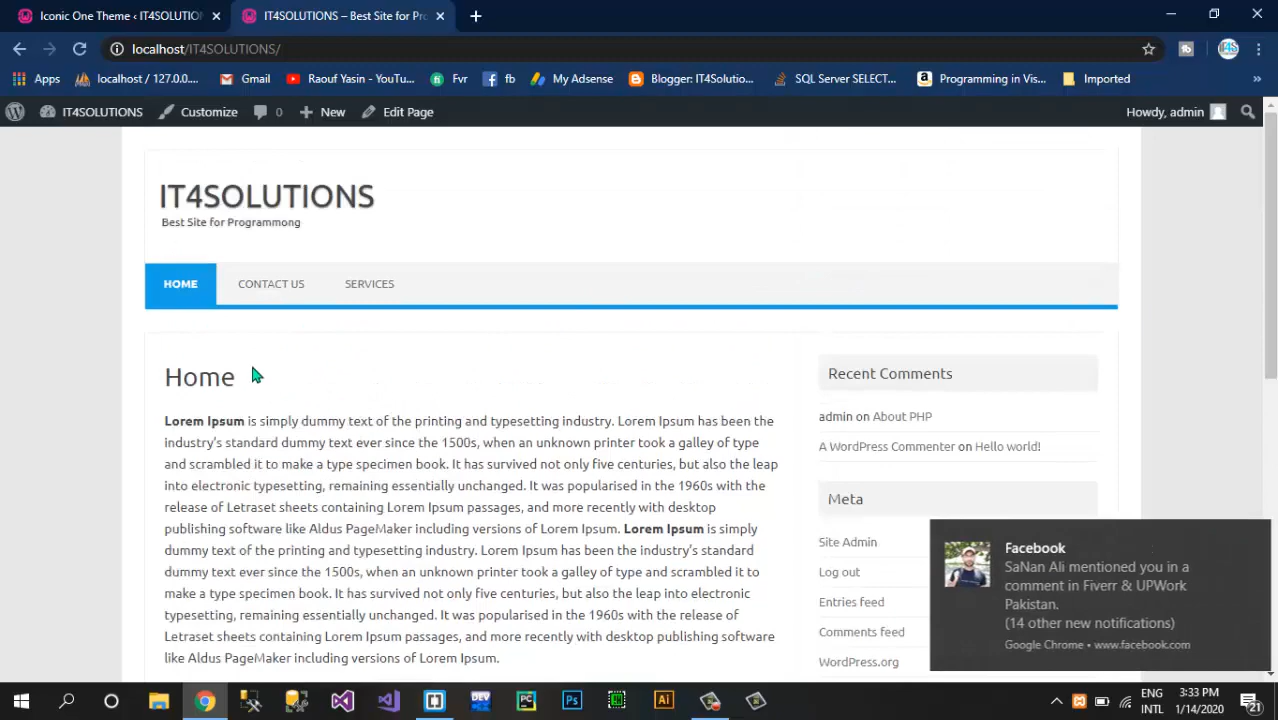 Iconic One Theme ‹ IT4SOLUTION
IT4SOLUTIONS – Best Site for Pro
localhost/IT4SOLUTIONS/
Apps
localhost / 127.0.0....
Gmail
Raouf Yasin - YouT...
Fvr
fb
My Adsense
Blogger: IT4Solutio...
SQL Server SELECT...
Programming in Vis...
Imported
»
IT4SOLUTIONS
Customize
0
New
Edit Page
Howdy, admin
IT4SOLUTIONS
Best Site for Programmong
HOME
CONTACT US
SERVICES
Home
Lorem Ipsum is simply dummy text of the printing and typesetting industry. Lorem Ipsum has been the
industry's standard dummy text ever since the 1500s, when an unknown printer took a galley of type
and scrambled it to make a type specimen book. It has survived not only five centuries, but also the leap
into electronic typesetting, remaining essentially unchanged. It was popularised in the 1960s with the
release of Letraset sheets containing Lorem Ipsum passages, and more recently with desktop
publishing software like Aldus PageMaker including versions of Lorem Ipsum. Lorem Ipsum is simply
dummy text of the printing and typesetting industry. Lorem Ipsum has been the industry's standard
dummy text ever since the 1500s, when an unknown printer took a galley of type and scrambled it to
make a type specimen book. It has survived not only five centuries, but also the leap into electronic
typesetting, remaining essentially unchanged. It was popularised in the 1960s with the release of
Letraset sheets containing Lorem Ipsum passages, and more recently with desktop publishing software
like Aldus PageMaker including versions of Lorem Ipsum.
Recent Comments
admin on About PHP
A WordPress Commenter on Hello world!
Meta
Site Admin
Log out
Entries feed
Comments feed
WordPress.org
Facebook
SaNan Ali mentioned you in a
comment in Fiverr & UPWork
Pakistan.
(14 other new notifications)
Google Chrome • www.facebook.com
DEV
PC
Ps
Ai
ENG
INTL
3:33 PM
1/14/2020
21